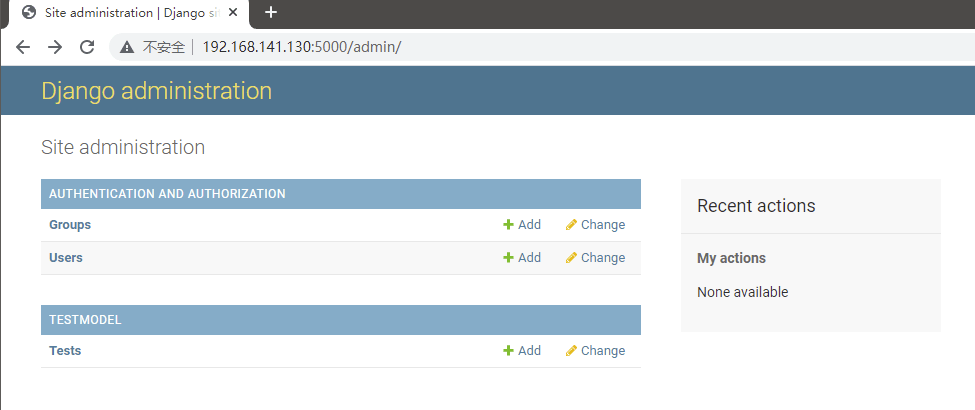 Site administration | Django si
不安全 192.168.141.130:5000/admin/
Django administration
Site administration
AUTHENTICATION AND AUTHORIZATION
Groups Add Change
Users Add Change
TESTMODEL
Tests Add Change
Recent actions
My actions
None available